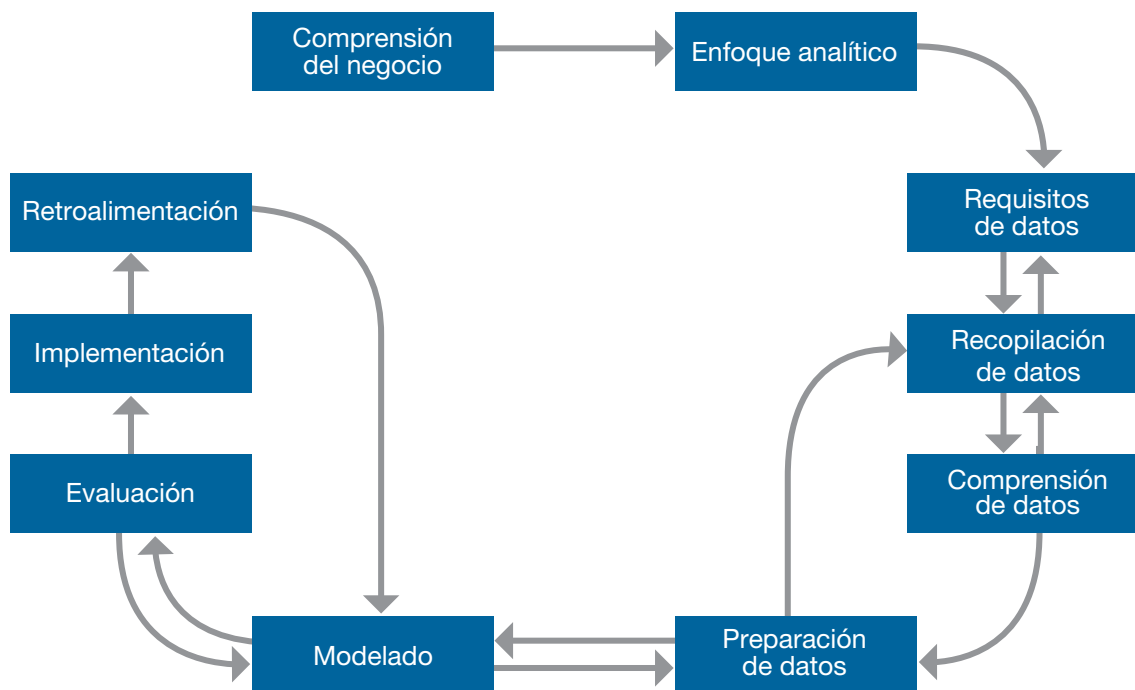 Comprensión
del negocio
Enfoque analítico
Retroalimentación
Requisitos
de datos
Implementación
Recopilación
de datos
Evaluación
Comprensión
de datos
Modelado
Preparación
de datos